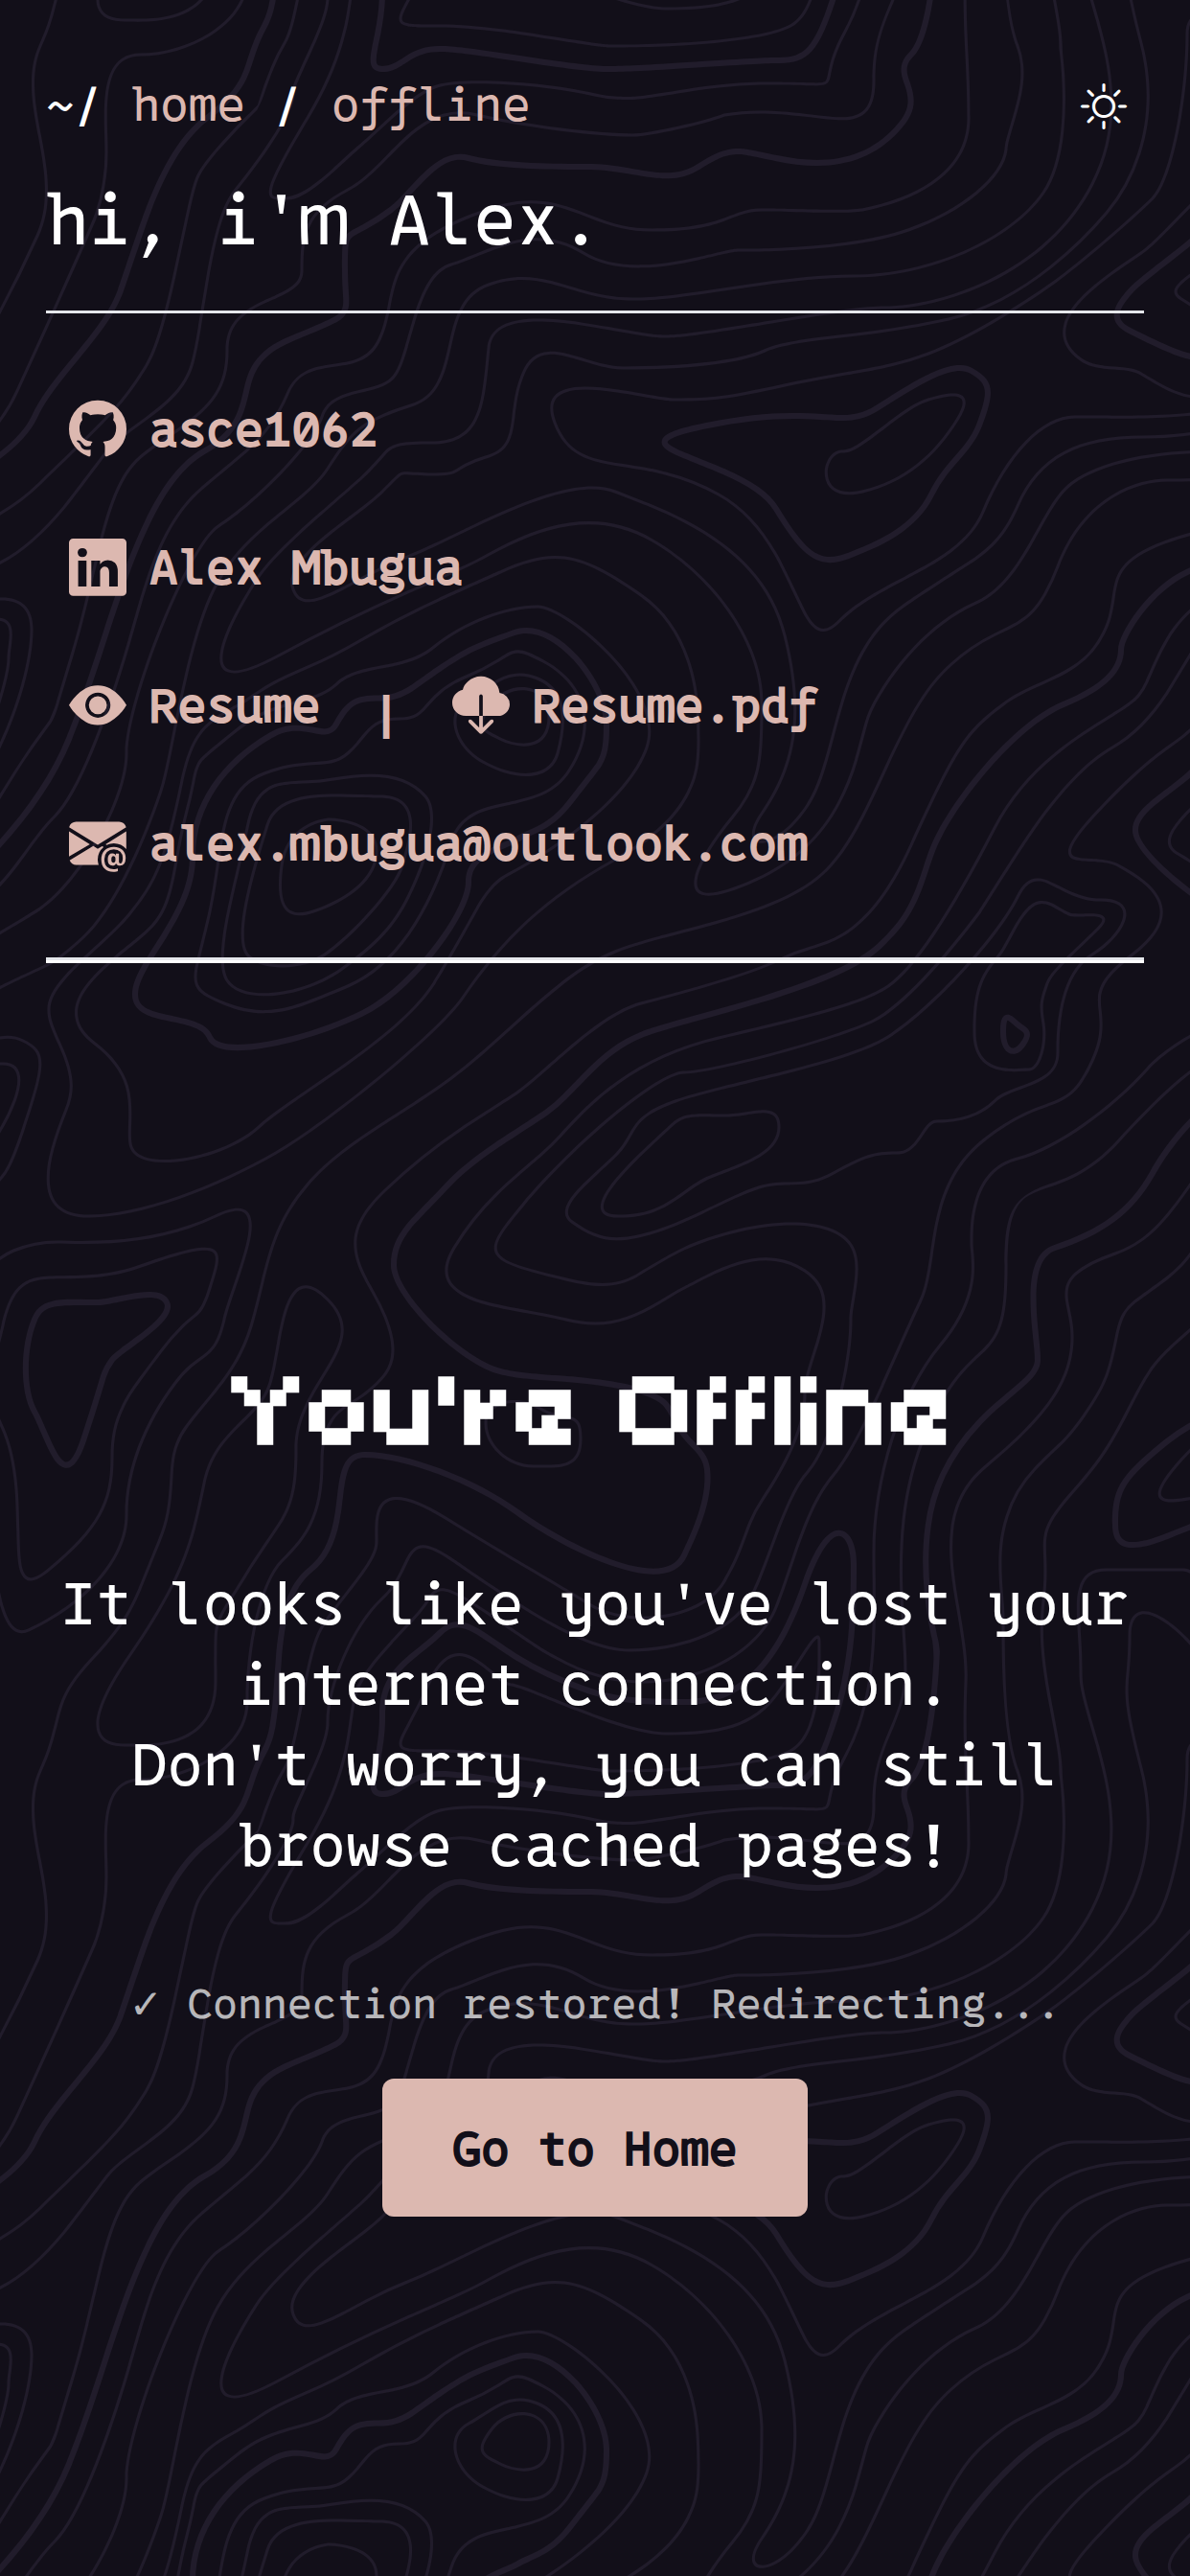 ~/ home / offline
hi, i'm Alex.
asce1062
Alex Mbugua
Resume | Resume.pdf
alex.mbugua@outlook.com
You're Offline
It looks like you've lost your
internet connection.
Don't worry, you can still
browse cached pages!
✓ Connection restored! Redirecting...
Go to Home